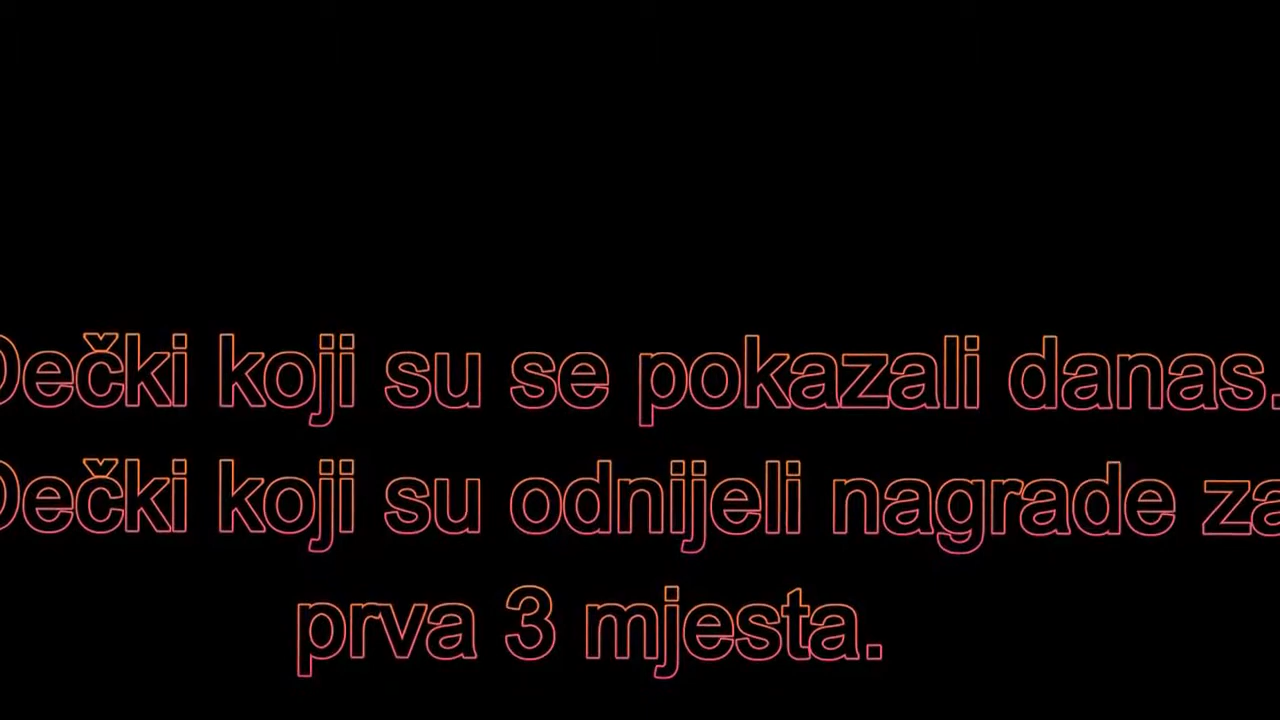 Dečki koji su se pokazali danas.
Dečki koji su odnijeli nagrade za
prva 3 mjesta.